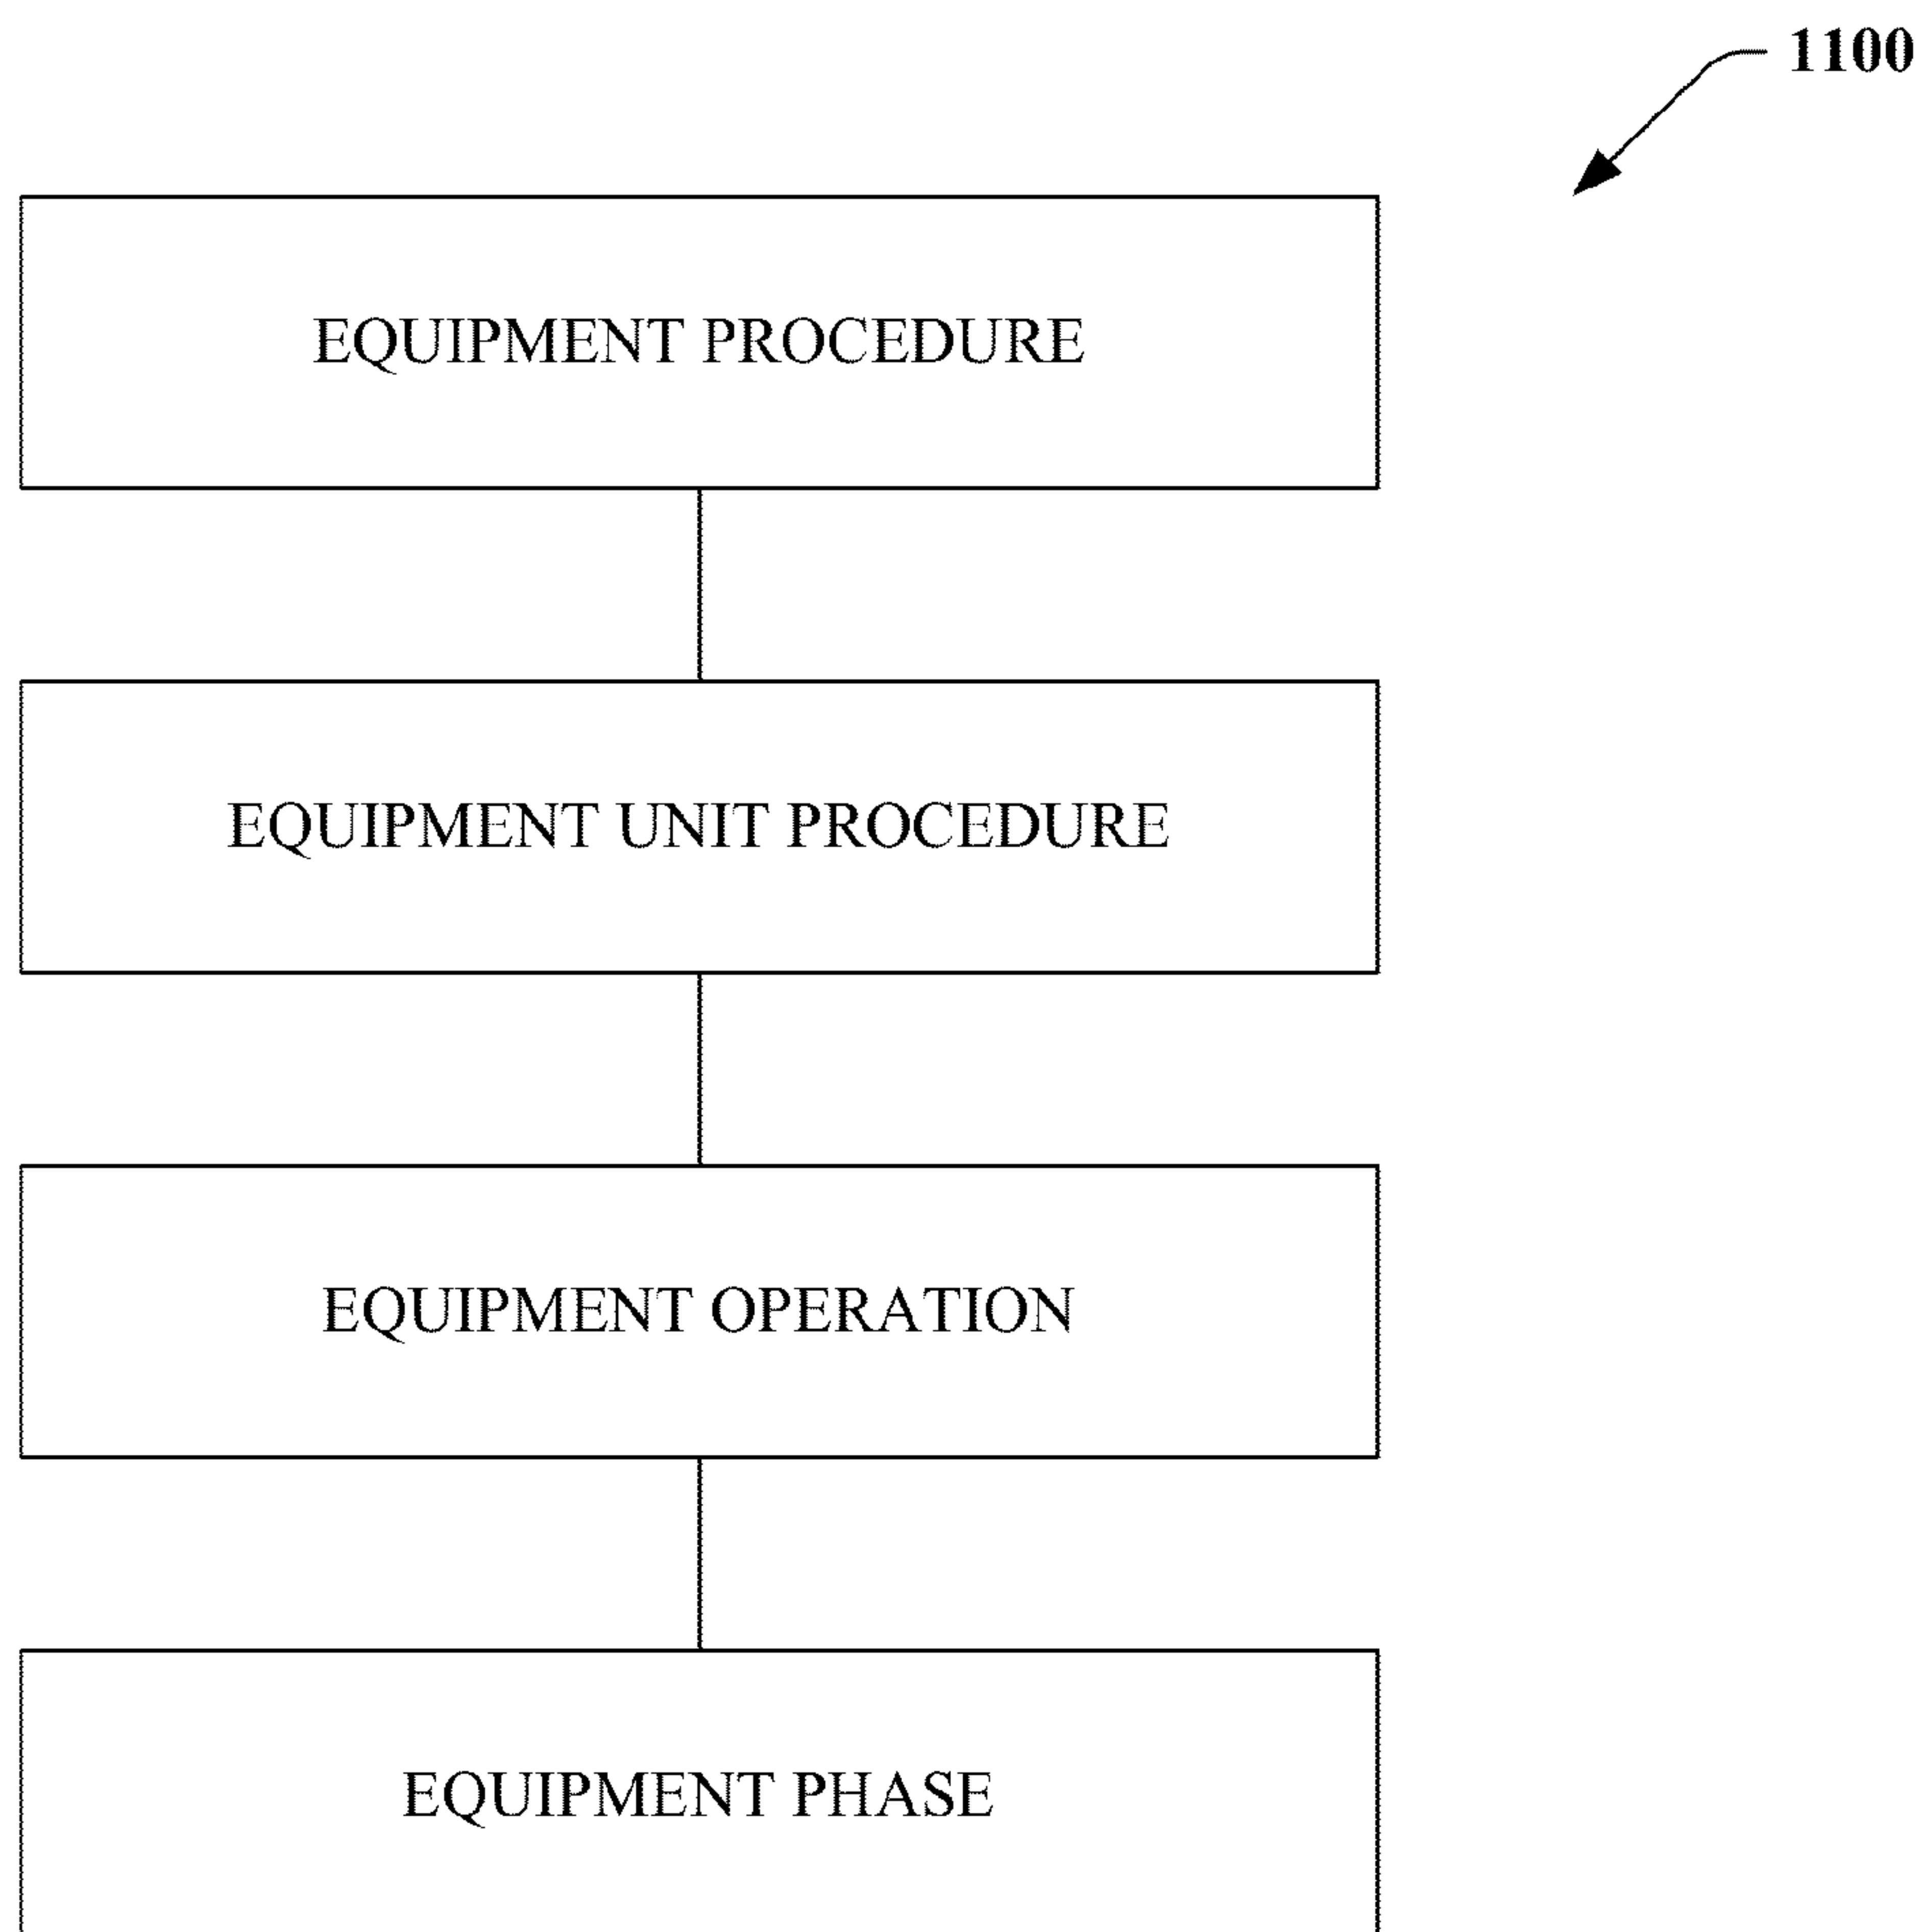 1100
EQUIPMENT PROCEDURE
EQUIPMENT UNIT PROCEDURE
EQUIPMENT OPERATION
EQUIPMENT PHASE